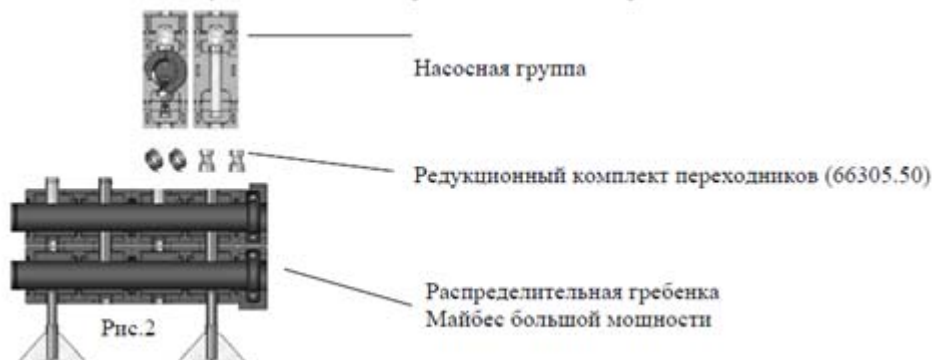 Насосная группа
Редукционный комплект переходников (66305.50)
Распределительная гребенка
Майбес большой мощности
Рис.2